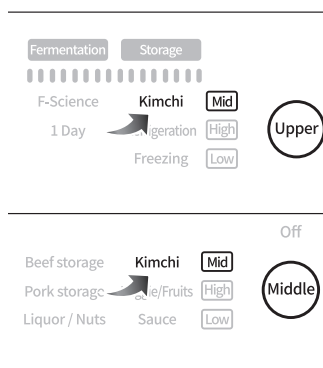 Fermentation Storage
F-Science Kimchi Mid
1 Day High Upper
Freezing Low
Off
Beef storage Kimchi Mid
Pork High Middle
Liquor / Nuts Sauce Low